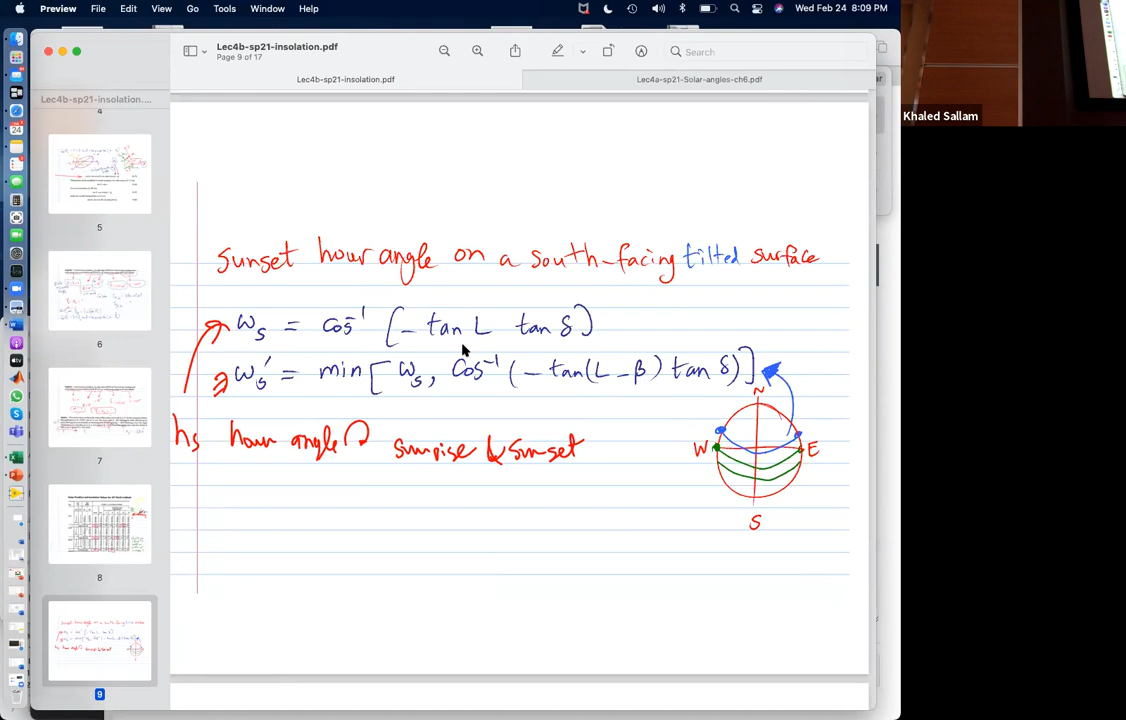 Preview File Edit View Go Tools Window Help Wed Feb 24 8:09 PM
Lec4b-sp21-insolation.pdf
Page 9 of 17
Search
Lec4b-sp21-insolation.pdf
Lec4a-sp21-Solar-angles-ch6.pdf
Lec4b-sp21-insolation....
4
5
6
7
8
9
24
Khaled Sallam
sunset hour angle on a south-facing tilted surface
ωs = cos⁻¹ [- tan L tan δ)
ωs' = min [ ωs, cos⁻¹ (- tan(L-β) tan δ)]
hs hour angle @ sunrise & sunset
N
W E
S